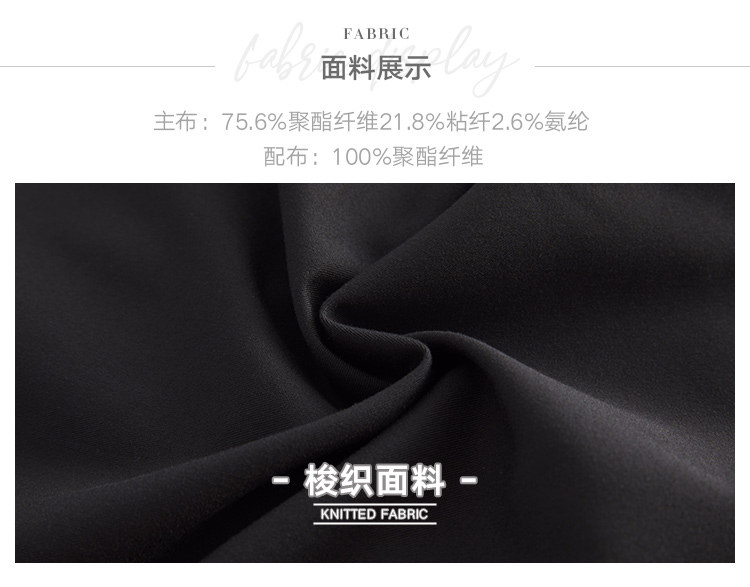 FABRIC
fabric display
面料展示
主布：75.6%聚酯纤维21.8%粘纤2.6%氨纶
配布：100%聚酯纤维
- 梭织面料 -
KNITTED FABRIC